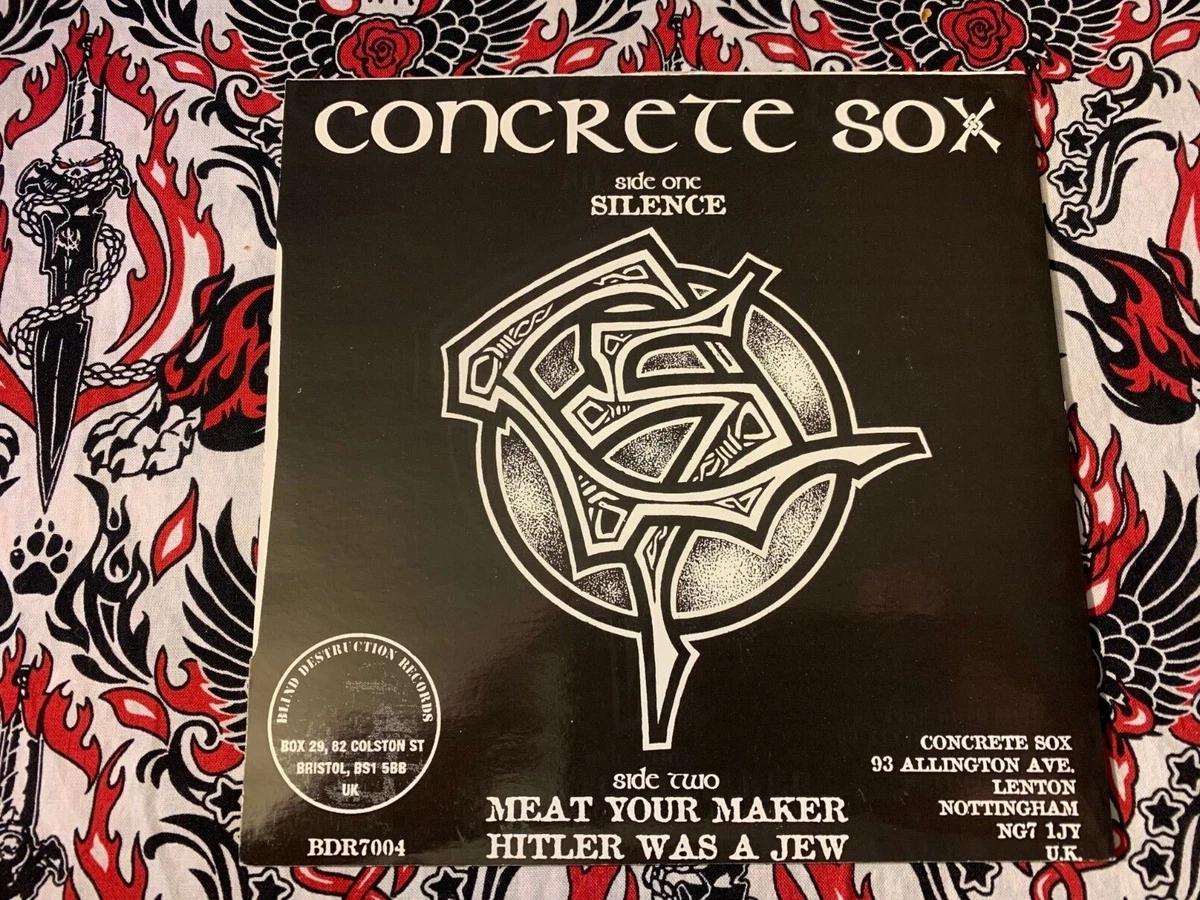 CONCRETE SOX
side one
SILENCE
BLIND DESTRUCTION RECORDS
BOX 29, 82 COLSTON ST
BRISTOL, BS1 5BB
UK
BDR7004
side two
MEAT YOUR MAKER
HITLER WAS A JEW
CONCRETE SOX
93 ALLINGTON AVE.
LENTON
NOTTINGHAM
NG7 1JY
U.K.